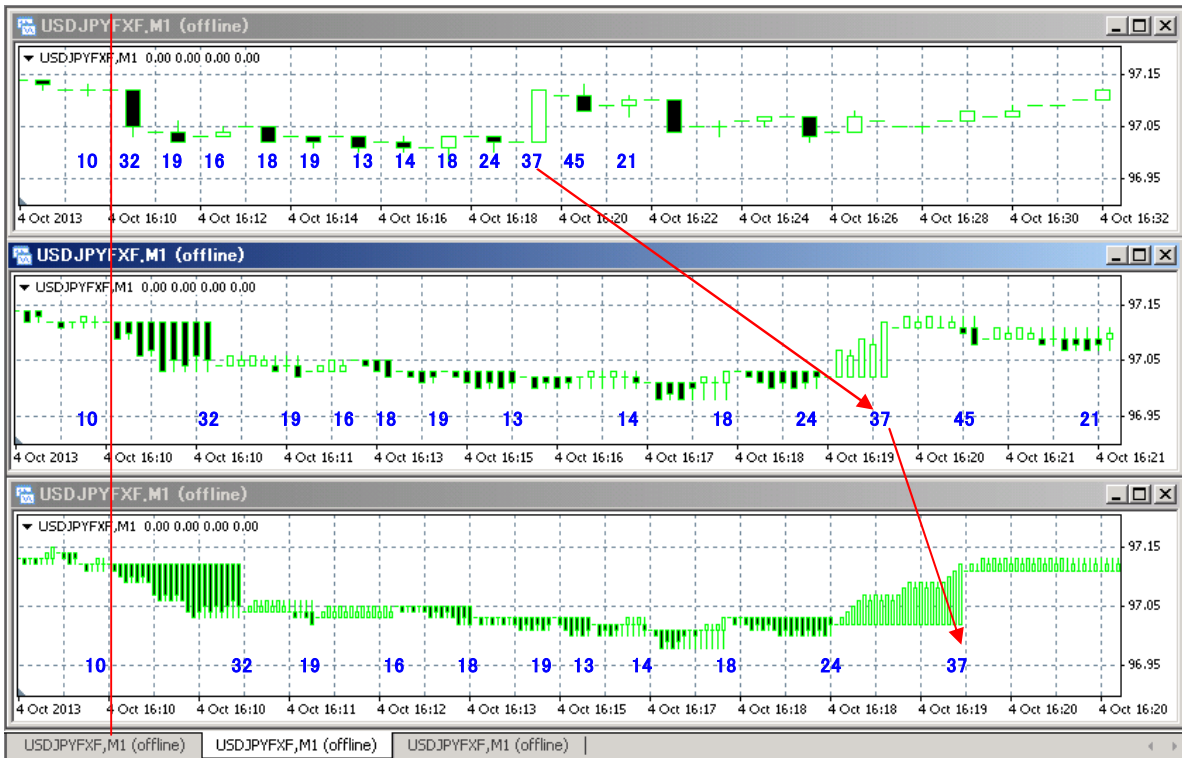 USDJPYFXF,M1 (offline)
USDJPYFXF,M1 0.00 0.00 0.00 0.00
97.15
97.05
96.95
10 32 19 16 18 19 13 14 18 24 37 45 21
4 Oct 2013 4 Oct 16:10 4 Oct 16:12 4 Oct 16:14 4 Oct 16:16 4 Oct 16:18 4 Oct 16:20 4 Oct 16:22 4 Oct 16:24 4 Oct 16:26 4 Oct 16:28 4 Oct 16:30 4 Oct 16:32
USDJPYFXF,M1 (offline)
USDJPYFXF,M1 0.00 0.00 0.00 0.00
97.15
97.05
96.95
10 32 19 16 18 19 13 14 18 24 37 45 21
4 Oct 2013 4 Oct 16:10 4 Oct 16:10 4 Oct 16:11 4 Oct 16:13 4 Oct 16:15 4 Oct 16:16 4 Oct 16:17 4 Oct 16:18 4 Oct 16:19 4 Oct 16:20 4 Oct 16:21 4 Oct 16:21
USDJPYFXF,M1 (offline)
USDJPYFXF,M1 0.00 0.00 0.00 0.00
97.15
97.05
96.95
10 32 19 16 18 19 13 14 18 24 37
4 Oct 2013 4 Oct 16:10 4 Oct 16:10 4 Oct 16:11 4 Oct 16:12 4 Oct 16:13 4 Oct 16:15 4 Oct 16:17 4 Oct 16:18 4 Oct 16:18 4 Oct 16:19 4 Oct 16:20 4 Oct 16:20
USDJPYFXF,M1 (offline) USDJPYFXF,M1 (offline) USDJPYFXF,M1 (offline)